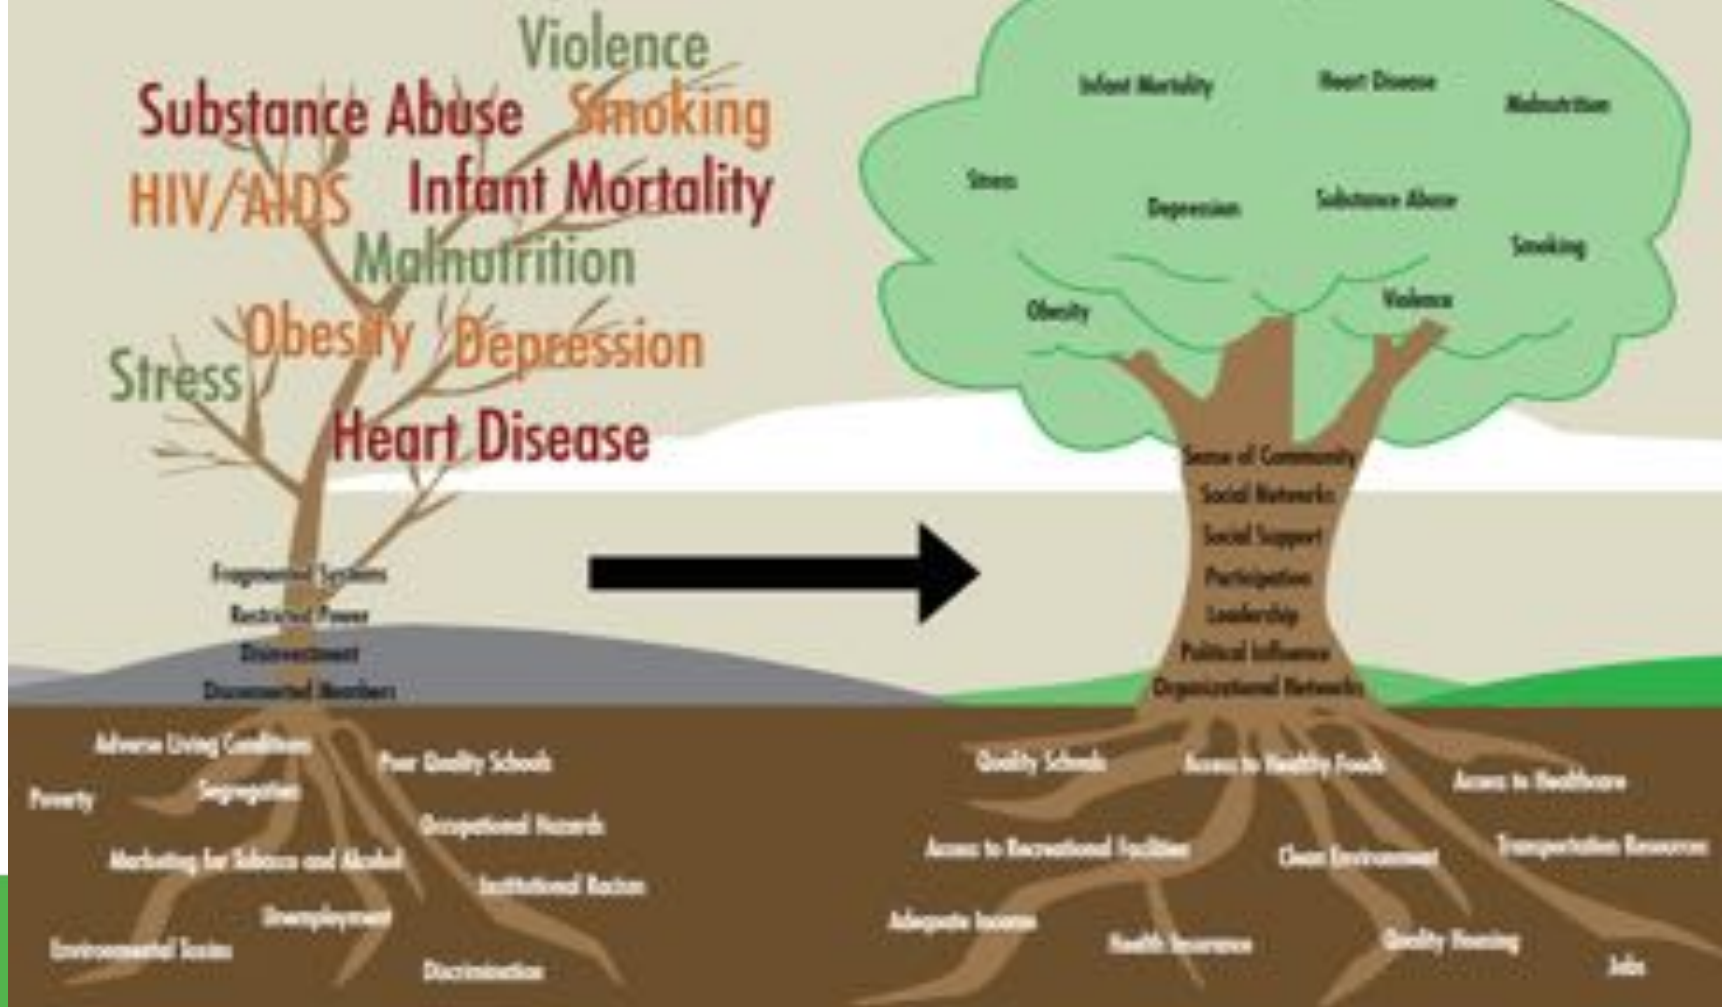 Violence
Substance Abuse
Smoking
HIV/AIDS
Infant Mortality
Malnutrition
Obesity
Depression
Stress
Heart Disease
Fragmented Systems
Restricted Power
Disinvestment
Disconnected Members
Adverse Living Conditions
Poor Quality Schools
Poverty
Segregation
Occupational Hazards
Marketing for Tobacco and Alcohol
Institutional Racism
Unemployment
Environmental Toxins
Discrimination
Infant Mortality
Heart Disease
Malnutrition
Stress
Depression
Substance Abuse
Smoking
Obesity
Violence
Sense of Community
Social Networks
Social Support
Participation
Leadership
Political Influence
Organizational Networks
Quality Schools
Access to Healthy Foods
Access to Healthcare
Access to Recreational Facilities
Clean Environment
Transportation Resources
Adequate Income
Health Insurance
Quality Housing
Jobs